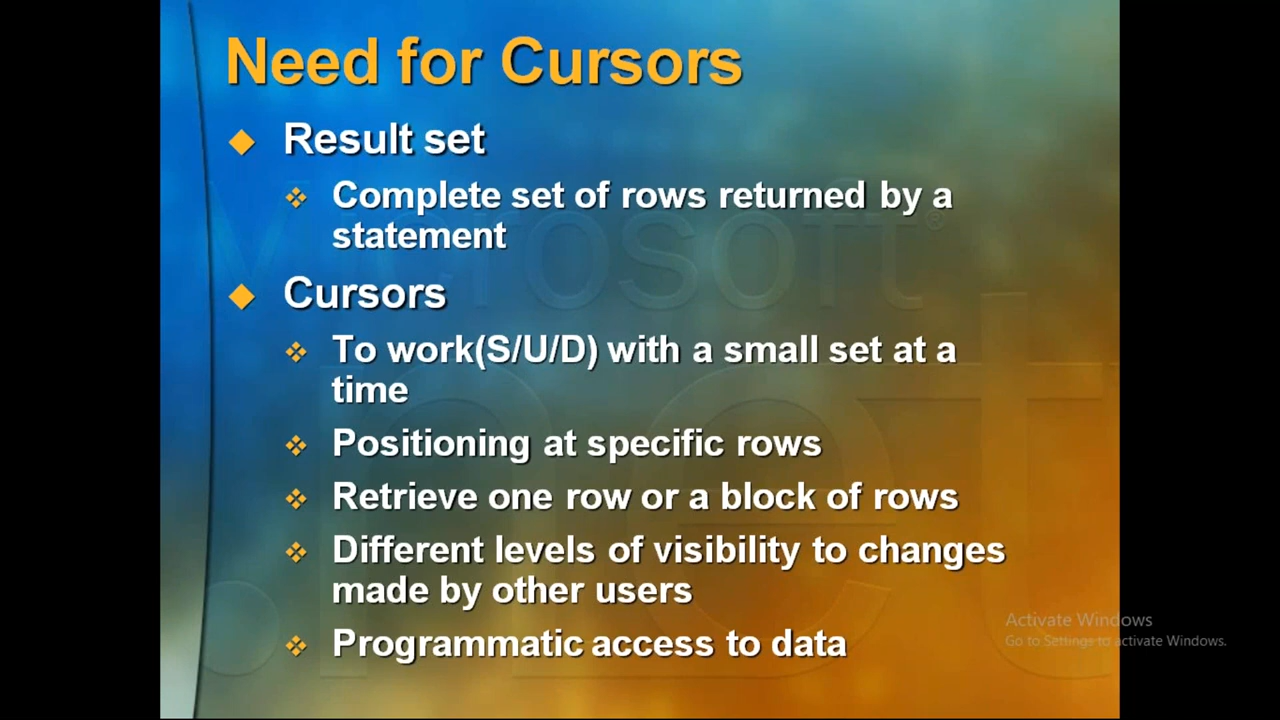 Need for Cursors
Result set
Complete set of rows returned by a
statement
Cursors
To work(S/U/D) with a small set at a
time
Positioning at specific rows
Retrieve one row or a block of rows
Different levels of visibility to changes
made by other users
Programmatic access to data
Microsoft®
.net
Activate Windows
Go to Settings to activate Windows.